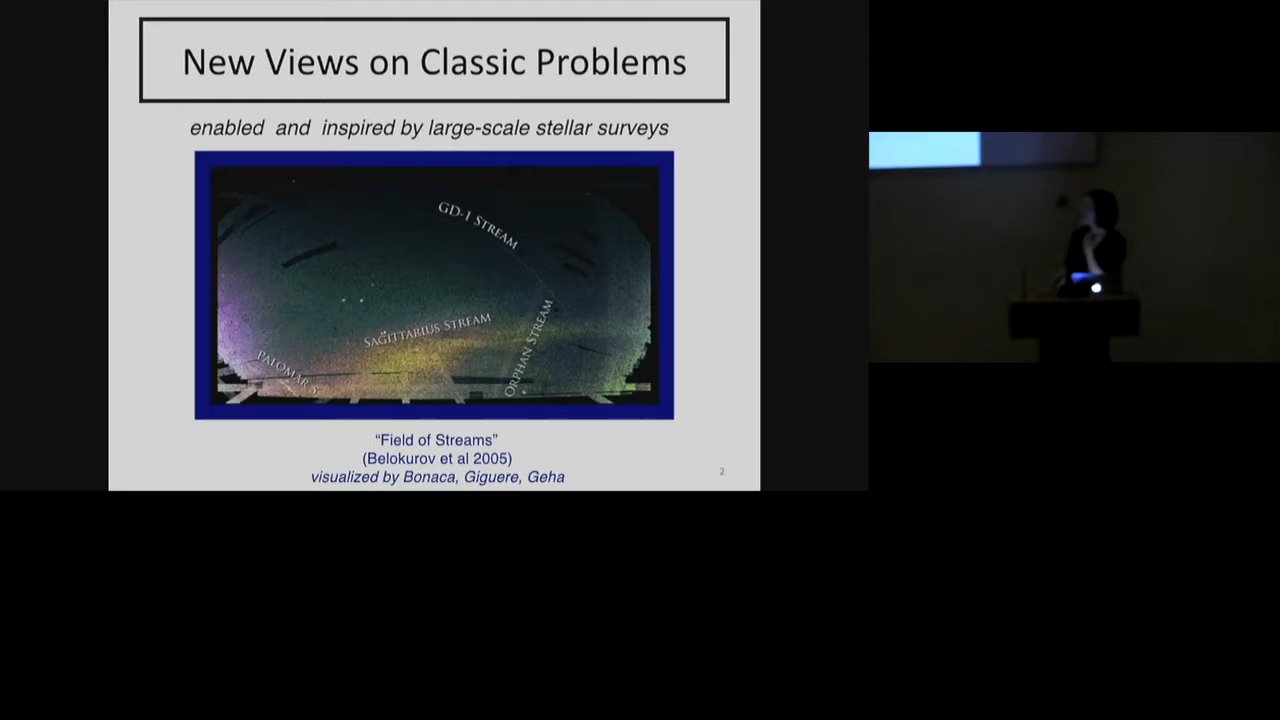 New Views on Classic Problems
enabled and inspired by large-scale stellar surveys
GD-1 STREAM
SAGITTARIUS STREAM
ORPHAN STREAM
PALOMAR 5
“Field of Streams”
(Belokurov et al 2005)
visualized by Bonaca, Giguere, Geha
2